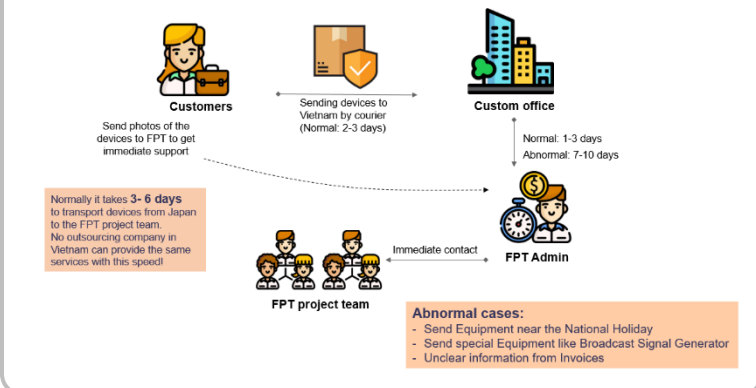 Customers
Sending devices to
Vietnam by courier
(Normal: 2-3 days)
Custom office
Send photos of the
devices to FPT to get
immediate support
Normal: 1-3 days
Abnormal: 7-10 days
Normally it takes 3- 6 days
to transport devices from Japan
to the FPT project team.
No outsourcing company in
Vietnam can provide the same
services with this speed!
$
FPT Admin
Immediate contact
FPT project team
Abnormal cases:
- Send Equipment near the National Holiday
- Send special Equipment like Broadcast Signal Generator
- Unclear information from Invoices